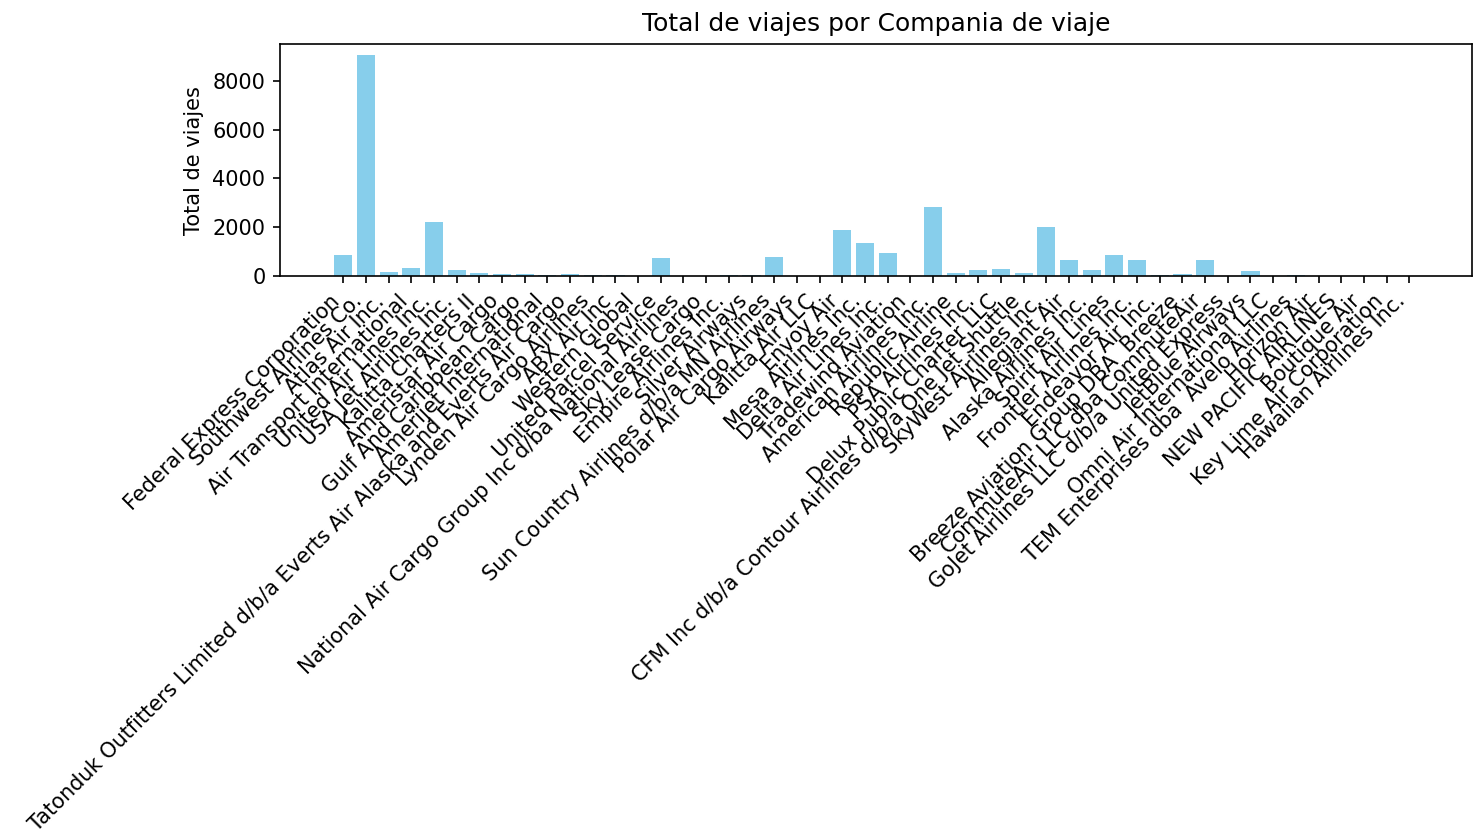 Total de viajes por Compania de viaje
Total de viajes
8000
6000
4000
2000
0
Federal Express Corporation
Southwest Airlines Co.
Atlas Air Inc.
Air Transport International
United Air Lines Inc.
USA Jet Airlines Inc.
Kalitta Charters II
Ameristar Air Cargo
Gulf And Caribbean Cargo
Amerijet International
Tatonduk Outfitters Limited d/b/a Everts Air Alaska and Everts Air Cargo
Lynden Air Cargo Airlines
ABX Air Inc
Western Global
United Parcel Service
National Air Cargo Group Inc d/ba National Airlines
Sky Lease Cargo
Empire Airlines Inc.
Silver Airways
Sun Country Airlines d/b/a MN Airlines
Polar Air Cargo Airways
Kalitta Air LLC
Envoy Air
Mesa Airlines Inc.
Delta Air Lines Inc.
Tradewind Aviation
American Airlines Inc.
Republic Airline
PSA Airlines Inc.
Delux Public Charter LLC
CFM Inc d/b/a Contour Airlines d/b/a One Jet Shuttle
SkyWest Airlines Inc
Allegiant Air
Alaska Airlines Inc.
Spirit Air Lines
Frontier Airlines Inc.
Endeavor Air Inc.
Breeze Aviation Group DBA Breeze
CommuteAir LLC dba CommuteAir
GoJet Airlines LLC d/b/a United Express
JetBlue Airways
Omni Air International LLC
TEM Enterprises dba Avelo Airlines
Horizon Air
NEW PACIFIC AIRLINES
Boutique Air
Key Lime Air Corporation
Hawaiian Airlines Inc.